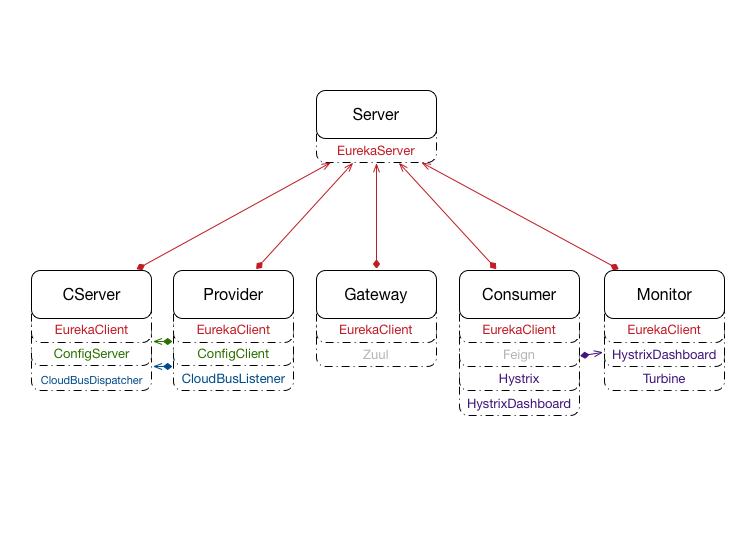 Server
EurekaServer
CServer
EurekaClient
ConfigServer
CloudBusDispatcher
Provider
EurekaClient
ConfigClient
CloudBusListener
Gateway
EurekaClient
Zuul
Consumer
EurekaClient
Feign
Hystrix
HystrixDashboard
Monitor
EurekaClient
HystrixDashboard
Turbine